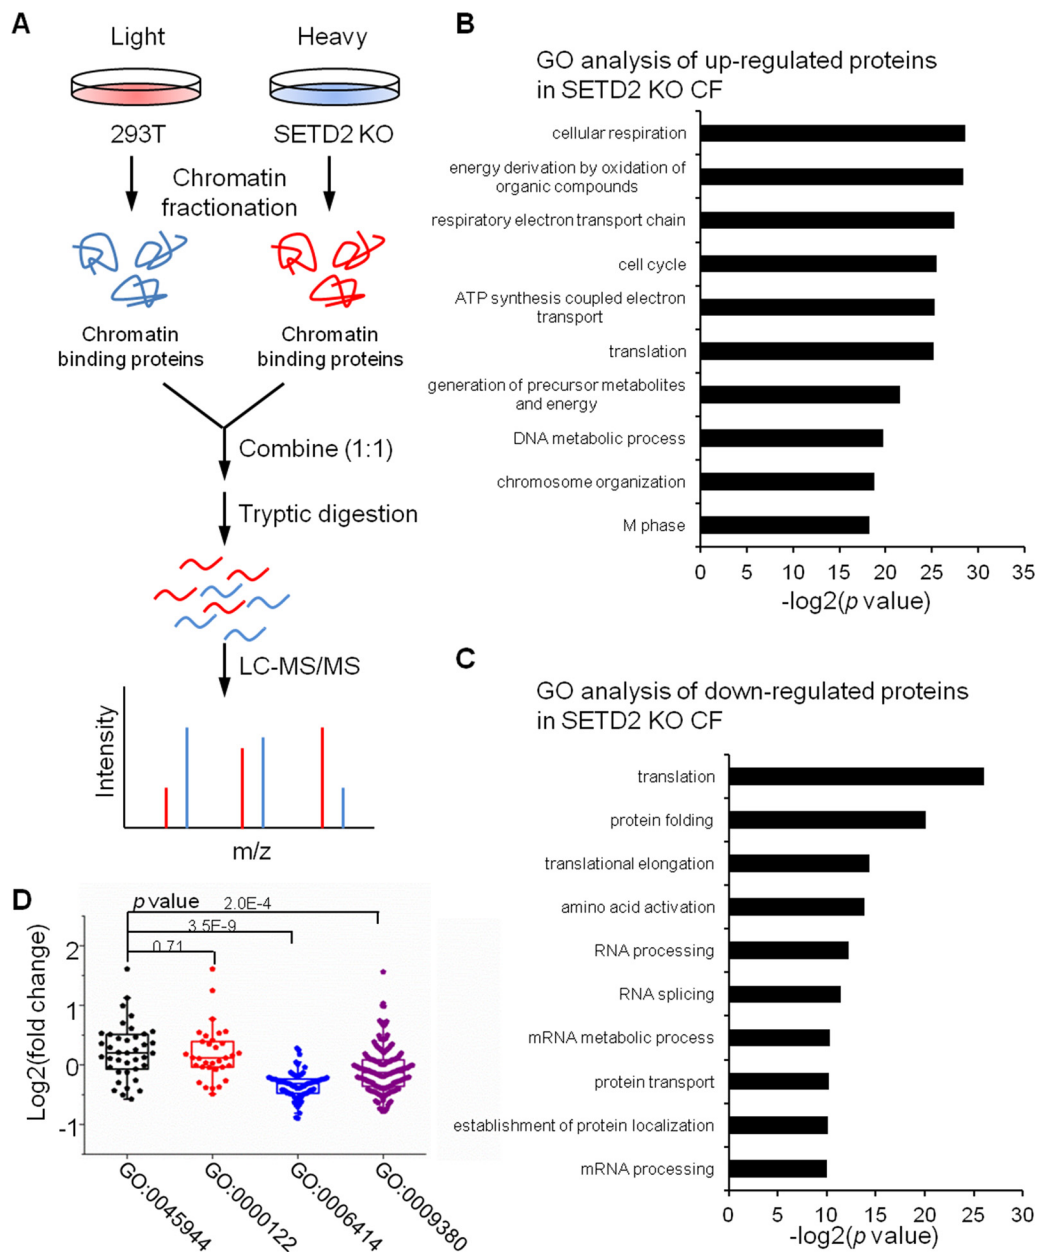 A
Light
Heavy
293T
SETD2 KO
Chromatin
fractionation
Chromatin
binding proteins
Chromatin
binding proteins
Combine (1:1)
Tryptic digestion
LC-MS/MS
Intensity
m/z
B
GO analysis of up-regulated proteins
in SETD2 KO CF
cellular respiration
energy derivation by oxidation of
organic compounds
respiratory electron transport chain
cell cycle
ATP synthesis coupled electron
transport
translation
generation of precursor metabolites
and energy
DNA metabolic process
chromosome organization
M phase
0 5 10 15 20 25 30 35
-log2(p value)
C
GO analysis of down-regulated proteins
in SETD2 KO CF
translation
protein folding
translational elongation
amino acid activation
RNA processing
RNA splicing
mRNA metabolic process
protein transport
establishment of protein localization
mRNA processing
0 5 10 15 20 25 30
-log2(p value)
D
p value
2.0E-4
3.5E-9
0.71
Log2(fold change)
2
1
0
-1
GO:0045944
GO:0000122
GO:0006414
GO:0009380